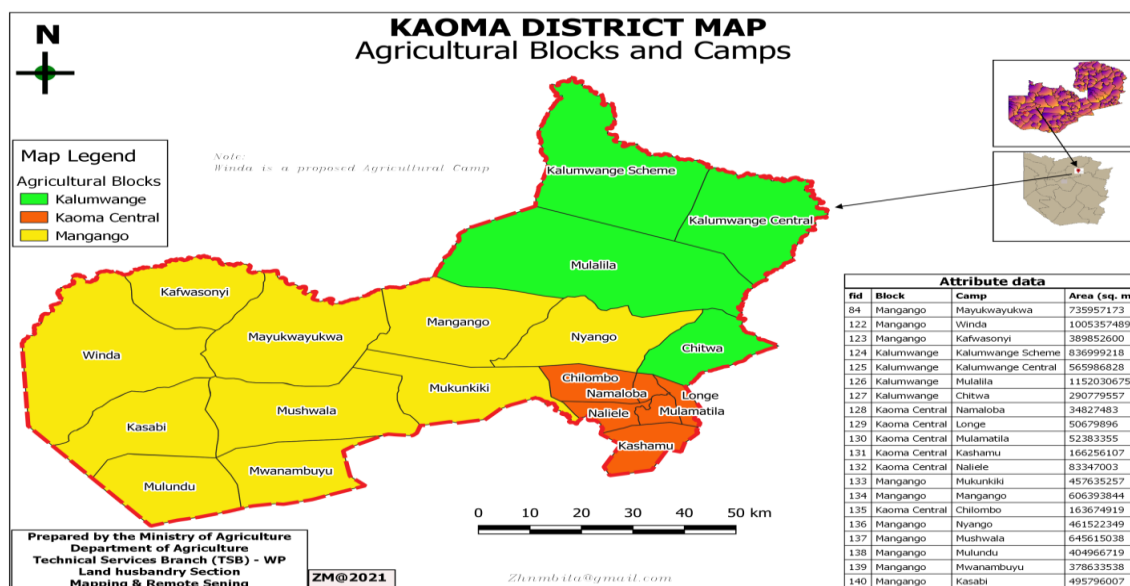 KAOMA DISTRICT MAP
Agricultural Blocks and Camps
N
Note:
Winda is a proposed Agricultural Camp
Map Legend
Agricultural Blocks
Kalumwange
Kaoma Central
Mangango
Kalumwange Scheme
Kalumwange Central
Mulalila
Kafwasonyi
Mangango
Mayukwayukwa
Nyango
Winda
Chitwa
Chilombo
Mukunkiki
Namaloba
Longe
Mushwala
Naliele
Mulamatila
Kasabi
Kashamu
Mwanambuyu
Mulundu
0 10 20 30 40 50 km
Attribute data
fid Block Camp Area (sq. m
84 Mangango Mayukwayukwa 735957173
122 Mangango Winda 1005357489
123 Mangango Kafwasonyi 389852600
124 Kalumwange Kalumwange Scheme 836999218
125 Kalumwange Kalumwange Central 565986828
126 Kalumwange Mulalila 1152030675
127 Kalumwange Chitwa 290779557
128 Kaoma Central Namaloba 34827483
129 Kaoma Central Longe 50679896
130 Kaoma Central Mulamatila 52383355
131 Kaoma Central Kashamu 166256107
132 Kaoma Central Naliele 83347003
133 Mangango Mukunkiki 457635257
134 Mangango Mangango 606393844
135 Kaoma Central Chilombo 163674919
136 Mangango Nyango 461522349
137 Mangango Mushwala 645615038
138 Mangango Mulundu 404966719
139 Mangango Mwanambuyu 378633538
140 Mangango Kasabi 495796007
Prepared by the Ministry of Agriculture
Department of Agriculture
Technical Services Branch (TSB) - WP
Land husbandry Section
Mapping & Remote Sening
ZM@2021